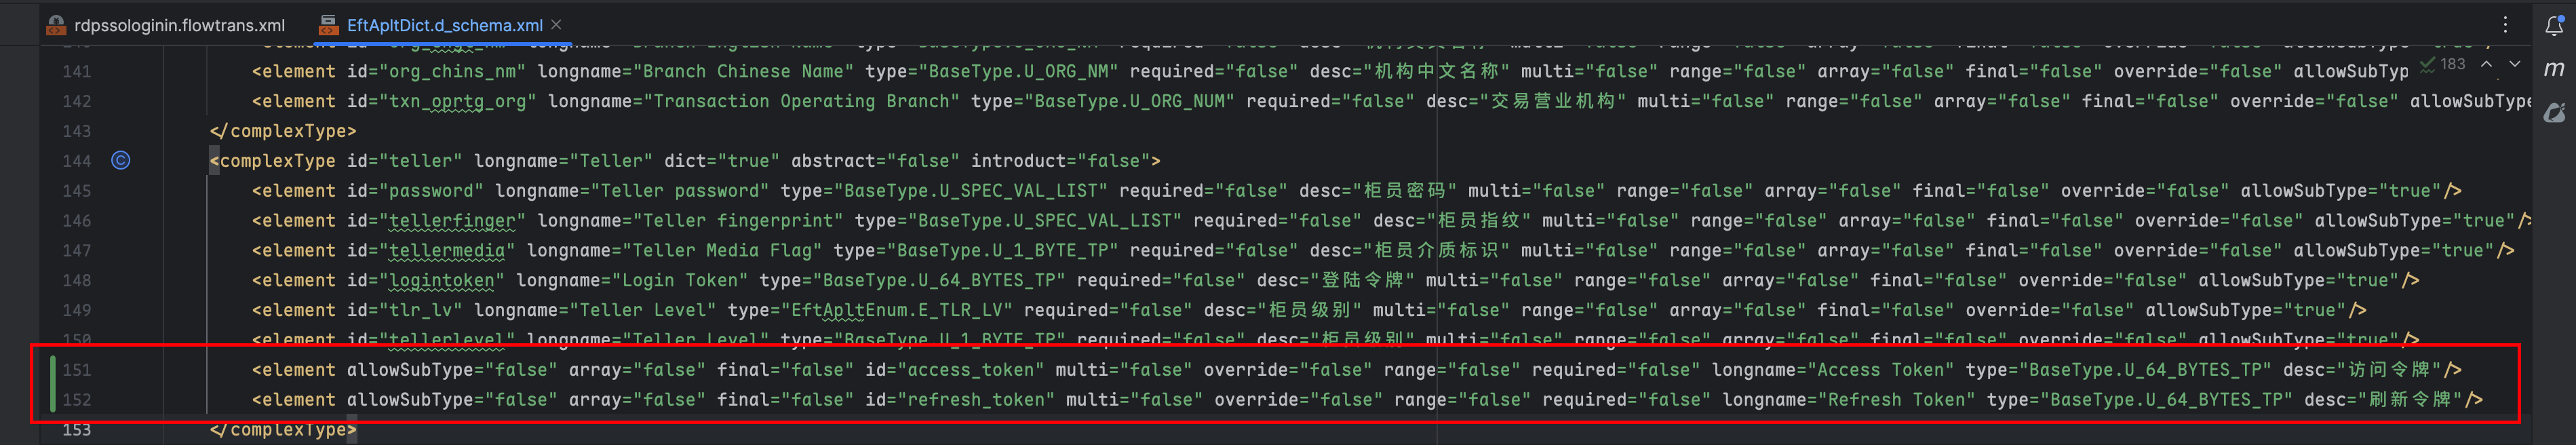 rdpssologinin.flowtrans.xml EftApltDict.d_schema.xml
141 <element id="org_chins_nm" longname="Branch Chinese Name" type="BaseType.U_ORG_NM" required="false" desc="机构中文名称" multi="false" range="false" array="false" final="false" override="false" allowSubTyp 183
142 <element id="txn_oprtg_org" longname="Transaction Operating Branch" type="BaseType.U_ORG_NUM" required="false" desc="交易营业机构" multi="false" range="false" array="false" final="false" override="false" allowSubType
143 </complexType>
144 <complexType id="teller" longname="Teller" dict="true" abstract="false" introduct="false">
145 <element id="password" longname="Teller password" type="BaseType.U_SPEC_VAL_LIST" required="false" desc="柜员密码" multi="false" range="false" array="false" final="false" override="false" allowSubType="true"/>
146 <element id="tellerfinger" longname="Teller fingerprint" type="BaseType.U_SPEC_VAL_LIST" required="false" desc="柜员指纹" multi="false" range="false" array="false" final="false" override="false" allowSubType="true"/>
147 <element id="tellermedia" longname="Teller Media Flag" type="BaseType.U_1_BYTE_TP" required="false" desc="柜员介质标识" multi="false" range="false" array="false" final="false" override="false" allowSubType="true"/>
148 <element id="logintoken" longname="Login Token" type="BaseType.U_64_BYTES_TP" required="false" desc="登陆令牌" multi="false" range="false" array="false" final="false" override="false" allowSubType="true"/>
149 <element id="tlr_lv" longname="Teller Level" type="EftApltEnum.E_TLR_LV" required="false" desc="柜员级别" multi="false" range="false" array="false" final="false" override="false" allowSubType="true"/>
150 <element id="tellerlevel" longname="Teller Level" type="BaseType.U_1_BYTE_TP" required="false" desc="柜员级别" multi="false" range="false" array="false" final="false" override="false" allowSubType="true"/>
151 <element allowSubType="false" array="false" final="false" id="access_token" multi="false" override="false" range="false" required="false" longname="Access Token" type="BaseType.U_64_BYTES_TP" desc="访问令牌"/>
152 <element allowSubType="false" array="false" final="false" id="refresh_token" multi="false" override="false" range="false" required="false" longname="Refresh Token" type="BaseType.U_64_BYTES_TP" desc="刷新令牌"/>
153 </complexType>